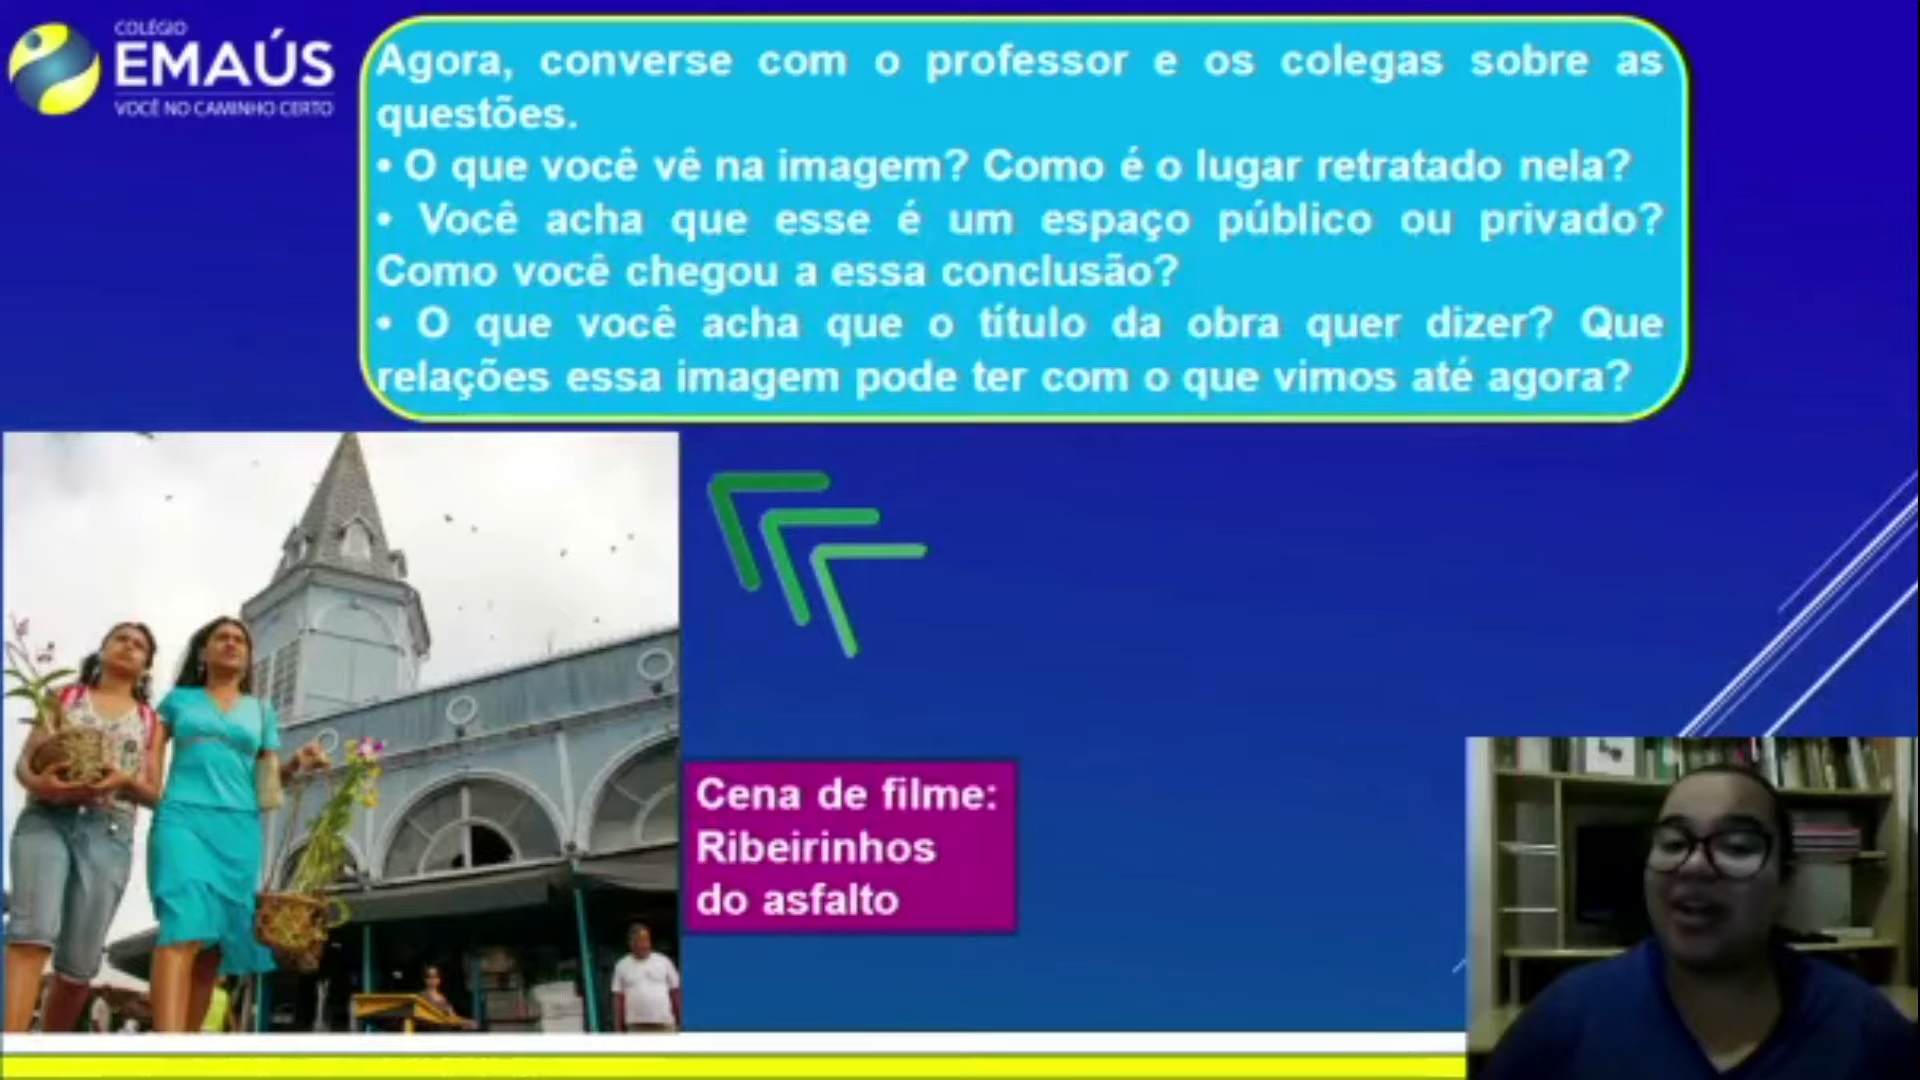 COLÉGIO
EMAÚS
VOCÊ NO CAMINHO CERTO
Agora, converse com o professor e os colegas sobre as
questões.
• O que você vê na imagem? Como é o lugar retratado nela?
• Você acha que esse é um espaço público ou privado?
Como você chegou a essa conclusão?
• O que você acha que o título da obra quer dizer? Que
relações essa imagem pode ter com o que vimos até agora?
Cena de filme:
Ribeirinhos
do asfalto